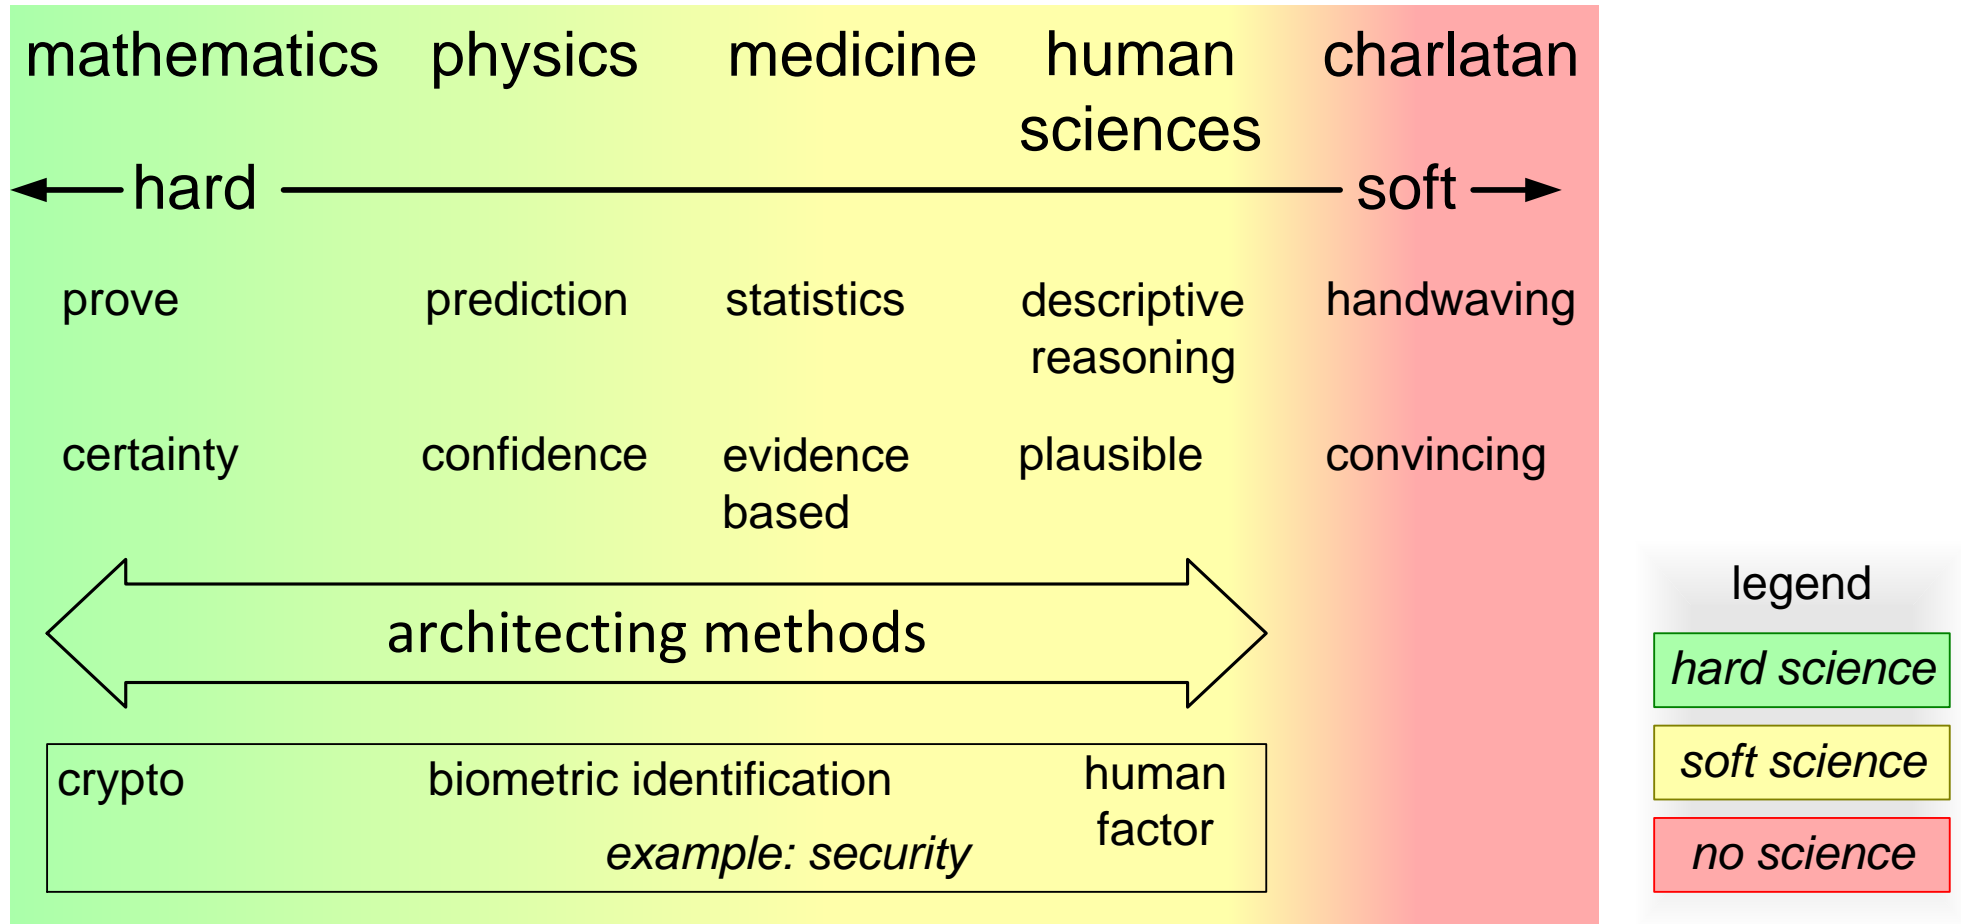 mathematics physics medicine human sciences charlatan
hard soft
prove prediction statistics descriptive reasoning handwaving
certainty confidence evidence based plausible convincing
architecting methods
crypto biometric identification human factor
example: security
legend
hard science
soft science
no science